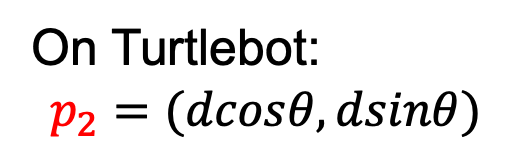 On Turtlebot:
p₂ = (dcosθ, dsinθ)